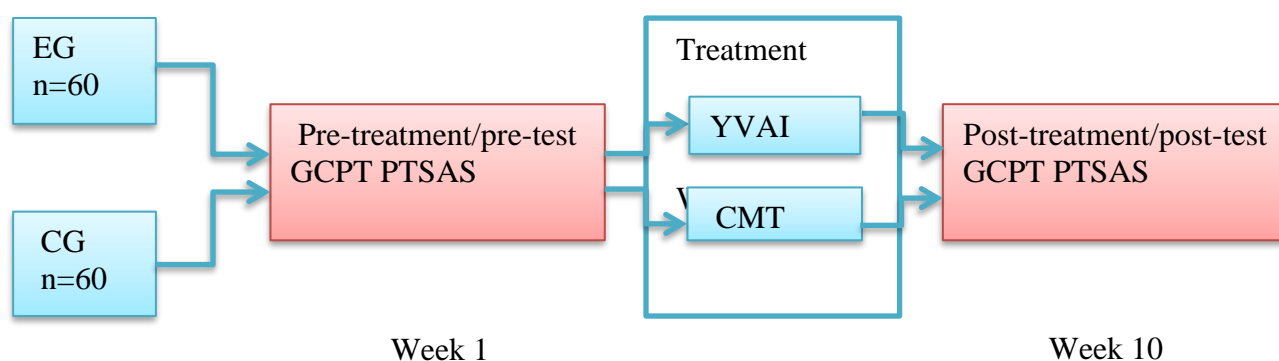 EG
n=60
CG
n=60
Pre-treatment/pre-test
GCPT PTSAS
Treatment
YVAI
CMT
Post-treatment/post-test
GCPT PTSAS
Week 1
Week 10